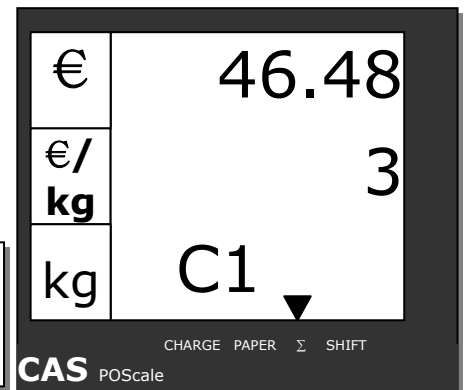 € 46.48
€/ 3
kg
kg C1
CHARGE PAPER Σ SHIFT
CAS POScale